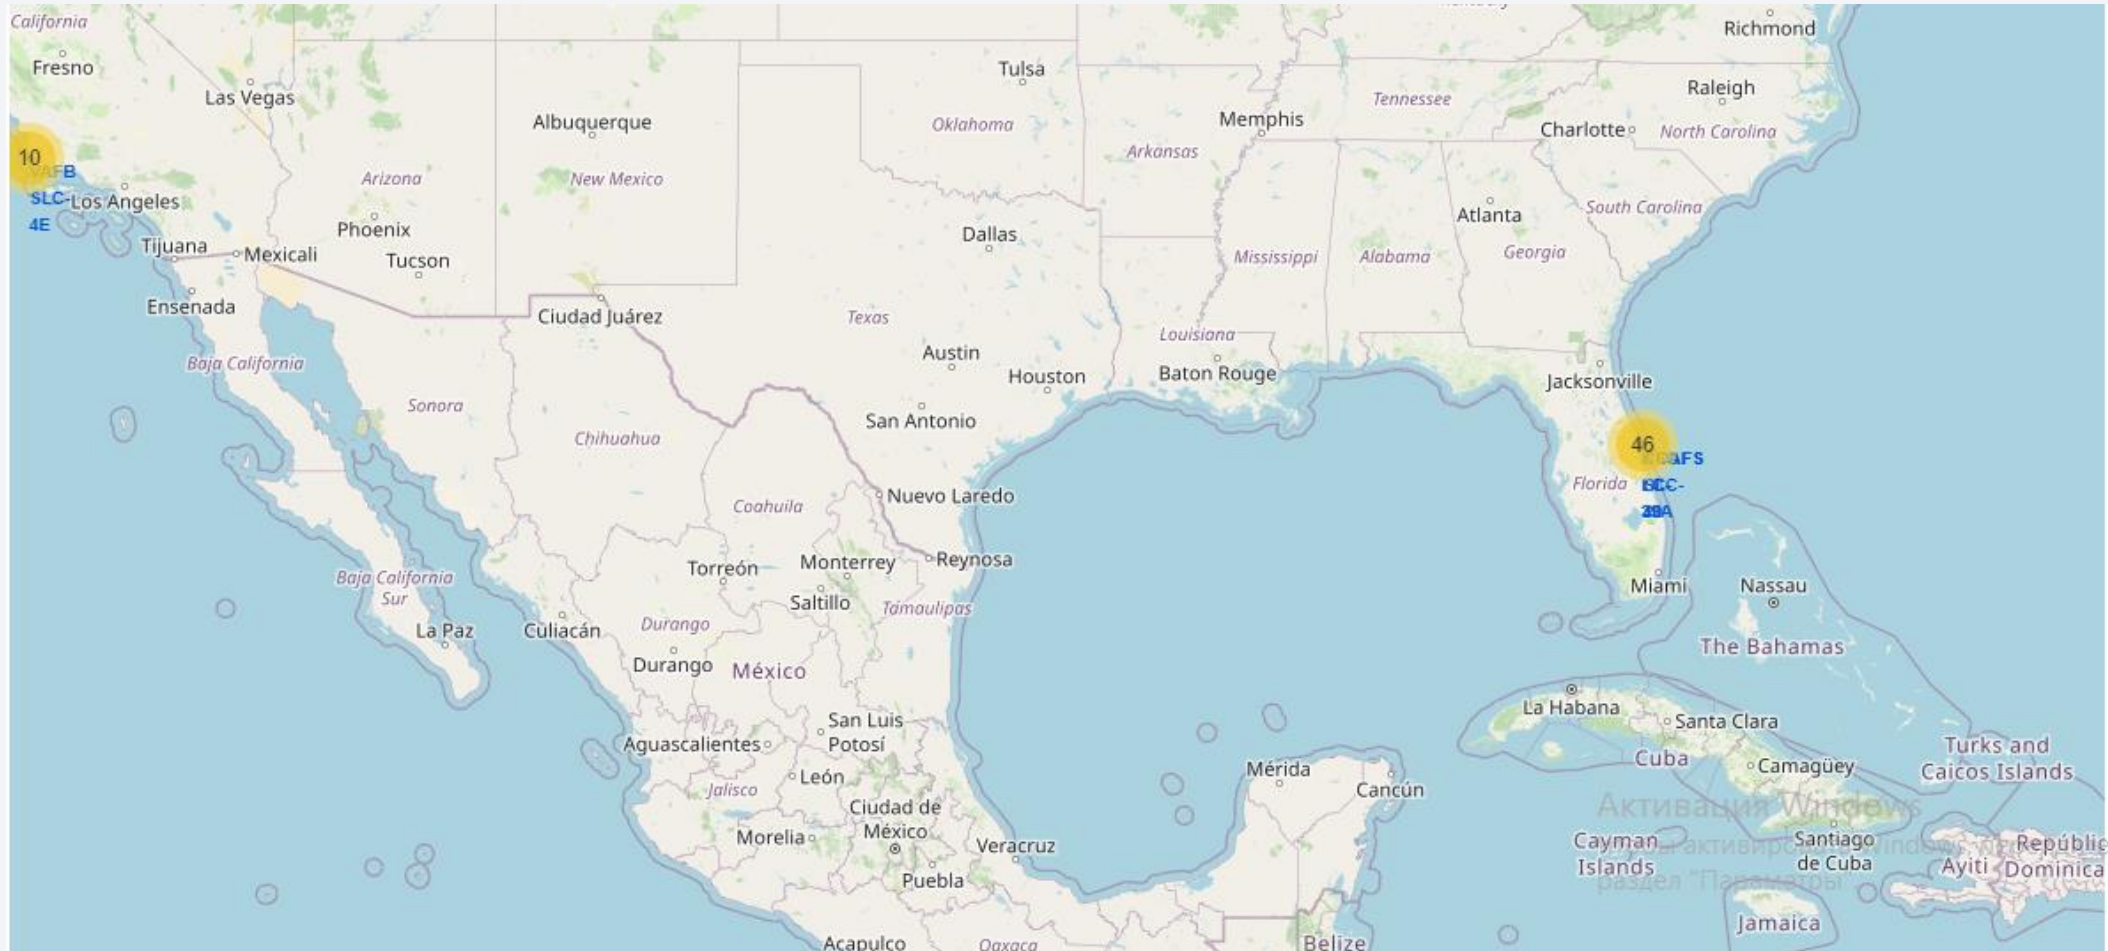 California
Kentucky
Richmond
Fresno
Tulsa
Las Vegas
Raleigh
Albuquerque
Memphis
Tennessee
Oklahoma
Charlotte
North Carolina
Arkansas
10
VAFB
SLC-
4E
Los Angeles
Arizona
New Mexico
South Carolina
Atlanta
Phoenix
Dallas
Tijuana
Mexicali
Tucson
Mississippi
Alabama
Georgia
Ensenada
Ciudad Juárez
Texas
Louisiana
Austin
Baja California
Houston
Baton Rouge
Jacksonville
Sonora
San Antonio
Chihuahua
46
AFS
Florida
Nuevo Laredo
Coahuila
Monterrey
Reynosa
Torreón
Baja California
Sur
Saltillo
Tamaulipas
Miami
Nassau
La Paz
Culiacán
Durango
Durango
México
The Bahamas
La Habana
Santa Clara
San Luis
Potosí
Aguascalientes
Cuba
Camagüey
Turks and
Caicos Islands
León
Mérida
Cancún
Jalisco
Ciudad de
México
Morelia
Veracruz
Puebla
Активация Windows
Cayman
Islands
Santiago
de Cuba
раздел "Параметры"
Ayiti
Repúblic
Dominica
Jamaica
Acapulco
Oaxaca
Belize